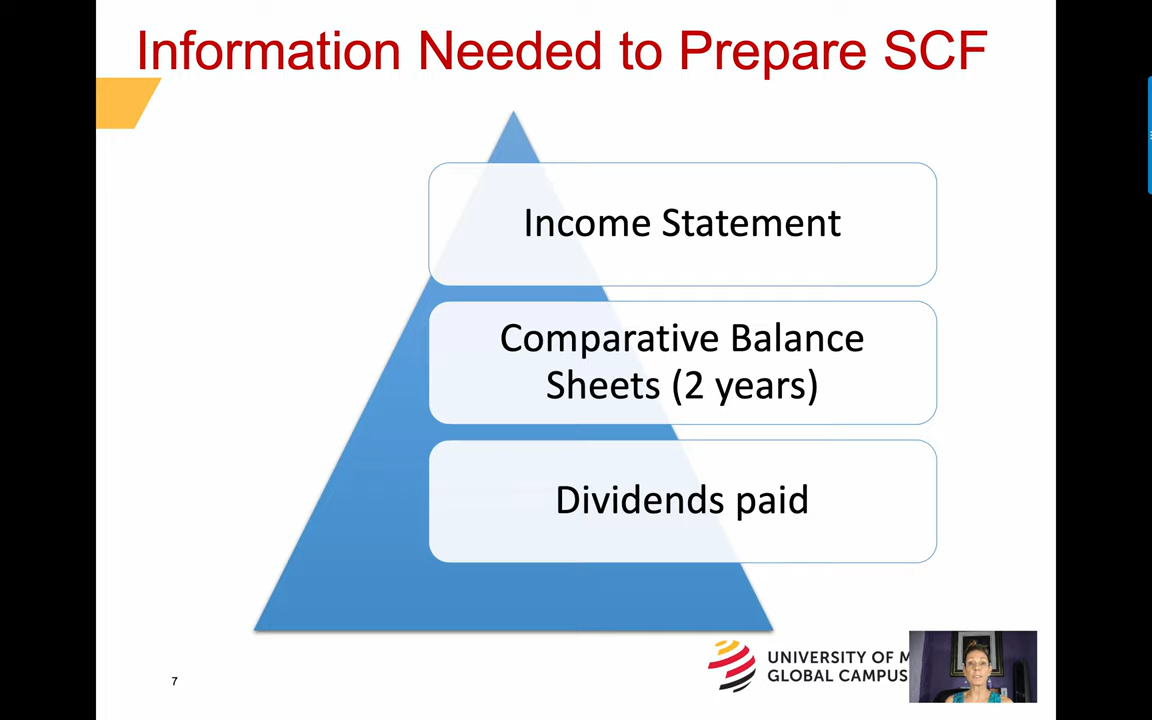 Information Needed to Prepare SCF
Income Statement
Comparative Balance
Sheets (2 years)
Dividends paid
UNIVERSITY OF
GLOBAL CAMPUS
7